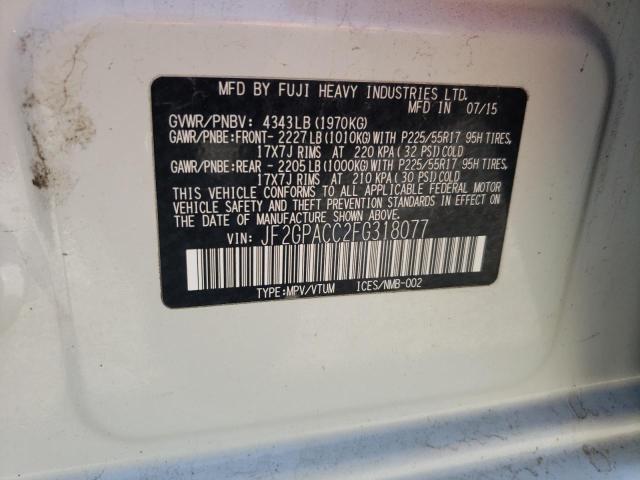 MFD BY FUJI HEAVY INDUSTRIES LTD.
MFD IN 07/15
GVWR/PNBV: 4343LB (1970KG)
GAWR/PNBE:FRONT- 2227LB (1010KG) WITH P225/55R17 95H TIRES,
17X7J RIMS AT 220 KPA ( 32 PSI) COLD
GAWR/PNBE:REAR - 2205LB (1000KG) WITH P225/55R17 95H TIRES,
17X7J RIMS AT 210 KPA ( 30 PSI) COLD
THIS VEHICLE CONFORMS TO ALL APPLICABLE FEDERAL MOTOR
VEHICLE SAFETY AND THEFT PREVENTION STANDARDS IN EFFECT ON
THE DATE OF MANUFACTURE SHOWN ABOVE.
VIN: JF2GPACC2FG318077
TYPE:MPV/VTUM ICES/NMB-002